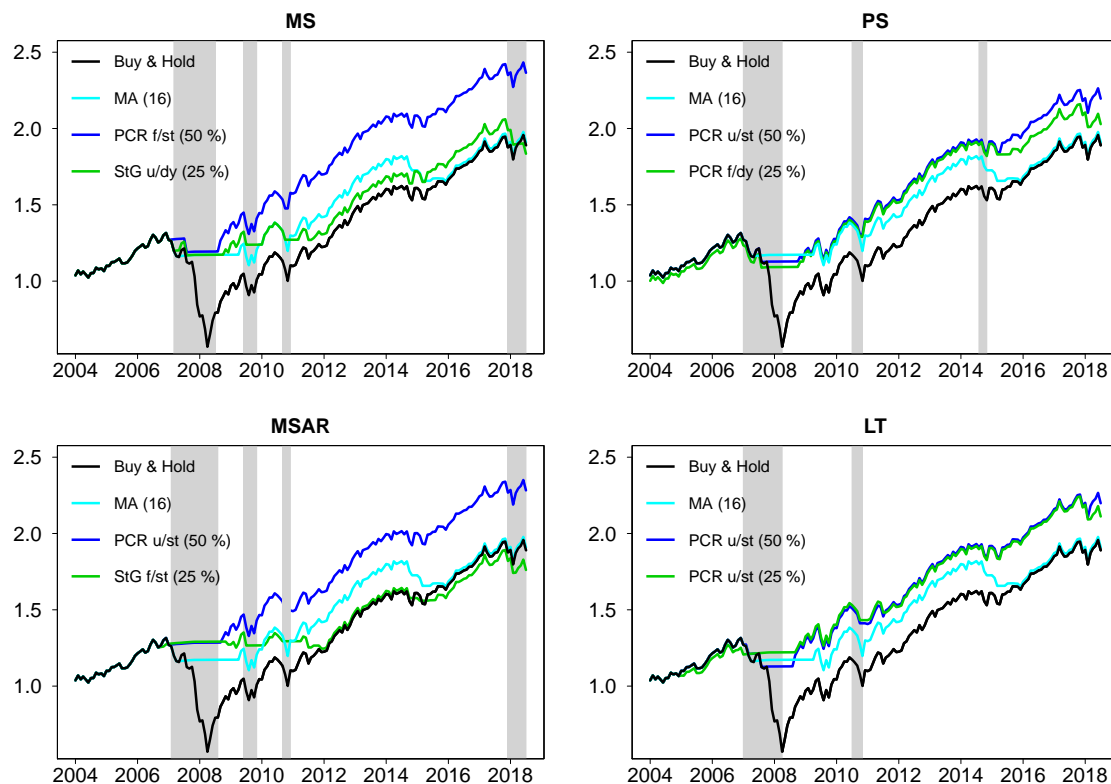 MS
2.5
2.0
1.5
1.0
Buy & Hold
MA (16)
PCR f/st (50 %)
StG u/dy (25 %)
2004 2006 2008 2010 2012 2014 2016 2018
PS
2.5
2.0
1.5
1.0
Buy & Hold
MA (16)
PCR u/st (50 %)
PCR f/dy (25 %)
2004 2006 2008 2010 2012 2014 2016 2018
MSAR
2.5
2.0
1.5
1.0
Buy & Hold
MA (16)
PCR u/st (50 %)
StG f/st (25 %)
2004 2006 2008 2010 2012 2014 2016 2018
LT
2.5
2.0
1.5
1.0
Buy & Hold
MA (16)
PCR u/st (50 %)
PCR u/st (25 %)
2004 2006 2008 2010 2012 2014 2016 2018